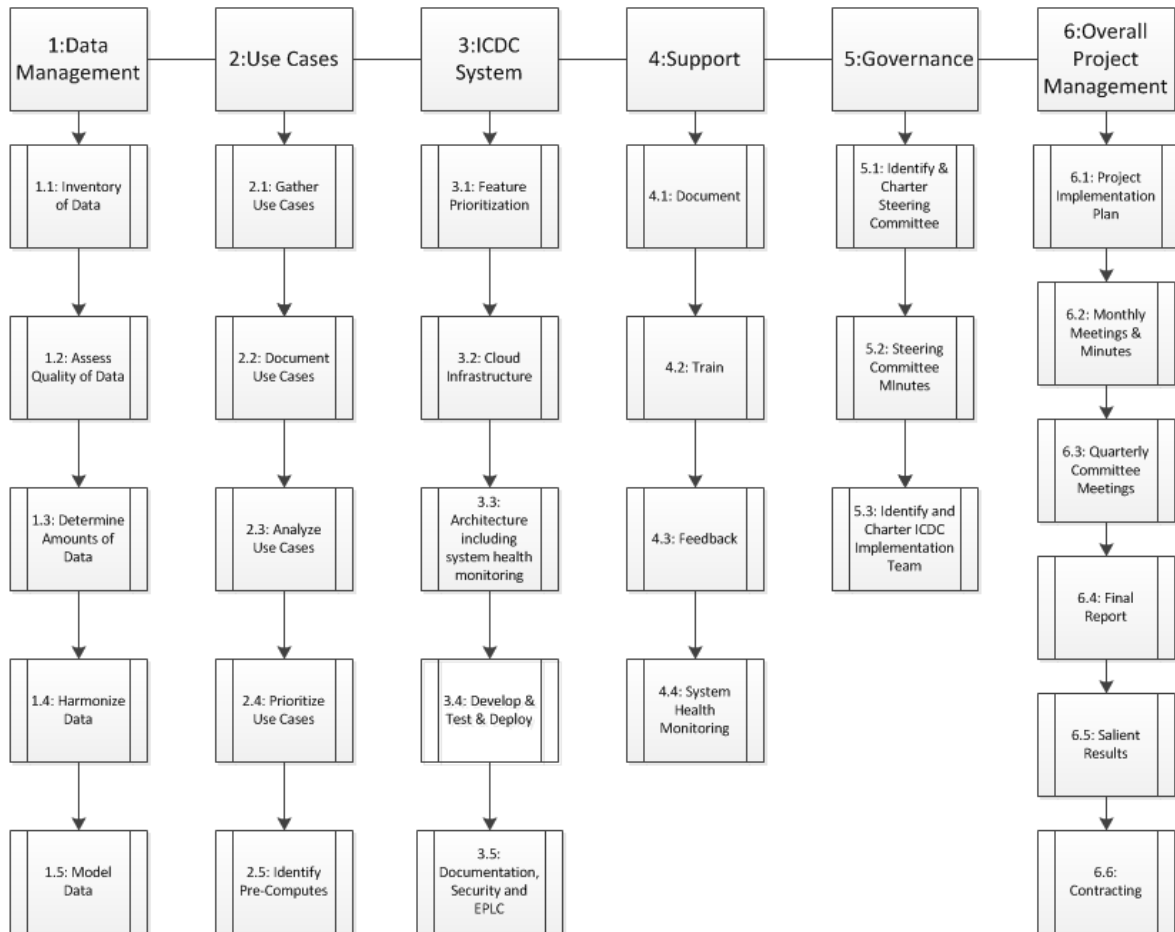 1:Data
Management
2:Use Cases
3:ICDC
System
4:Support
5:Governance
6:Overall
Project
Management
1.1: Inventory
of Data
1.2: Assess
Quality of Data
1.3: Determine
Amounts of
Data
1.4: Harmonize
Data
1.5: Model
Data
2.1: Gather
Use Cases
2.2: Document
Use Cases
2.3: Analyze
Use Cases
2.4: Prioritize
Use Cases
2.5: Identify
Pre-Computes
3.1: Feature
Prioritization
3.2: Cloud
Infrastructure
3.3:
Architecture
including
system health
monitoring
3.4: Develop &
Test & Deploy
3.5:
Documentation,
Security and
EPLC
4.1: Document
4.2: Train
4.3: Feedback
4.4: System
Health
Monitoring
5.1: Identify &
Charter
Steering
Committee
5.2: Steering
Committee
MInutes
5.3: Identify and
Charter ICDC
Implementation
Team
6.1: Project
Implementation
Plan
6.2: Monthly
Meetings &
Minutes
6.3: Quarterly
Committee
Meetings
6.4: Final
Report
6.5: Salient
Results
6.6:
Contracting